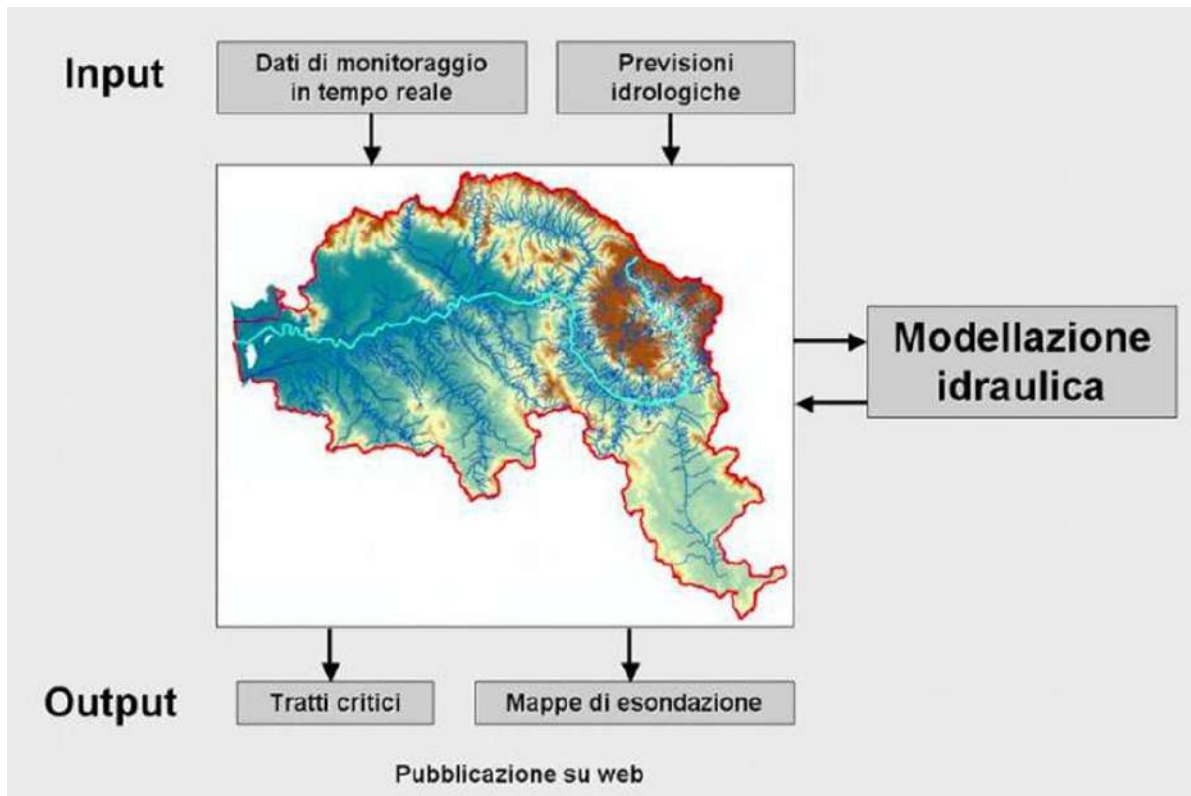 Input
Dati di monitoraggio
in tempo reale
Previsioni
idrologiche
Modellazione
idraulica
Output
Tratti critici
Mappe di esondazione
Pubblicazione su web